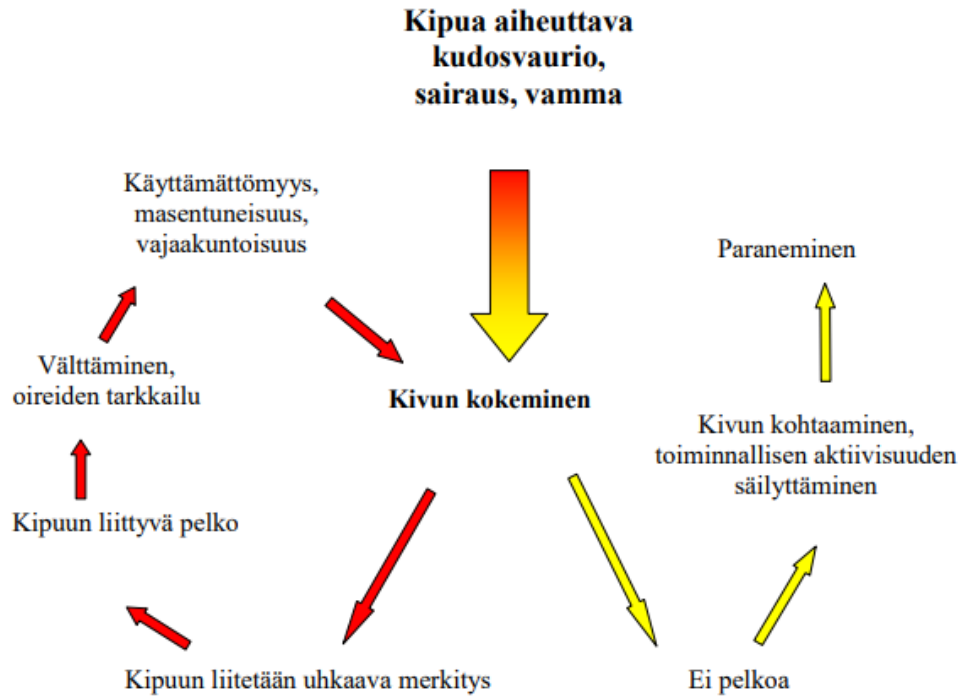 Kipua aiheuttava
kudosvaurio,
sairaus, vamma
Käyttämättömyys,
masentuneisuus,
vajaakuntoisuus
Paraneminen
Välttäminen,
oireiden tarkkailu
Kivun kokeminen
Kivun kohtaaminen,
toiminnallisen aktiivisuuden
säilyttäminen
Kipuun liittyvä pelko
Kipuun liitetään uhkaava merkitys
Ei pelkoa